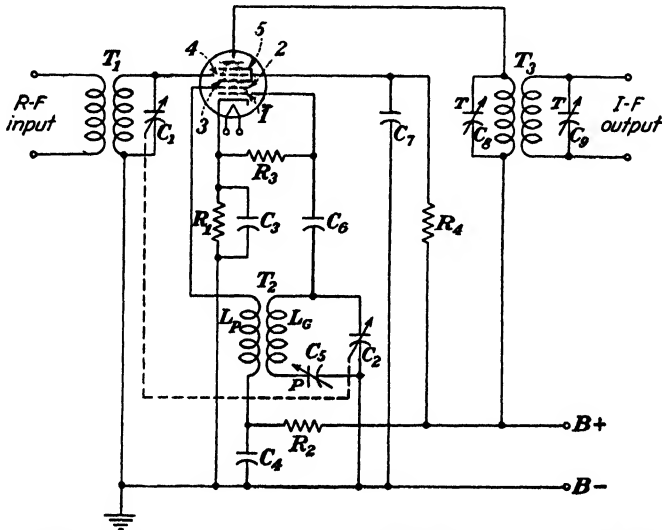 5
T1
4
2
T3
R-F
input
C1
3
1
C7
T
C8
T
C9
I-F
output
R3
R1
C3
C6
R4
T2
LP
LG
C2
C5
P
R2
B+
C4
B−